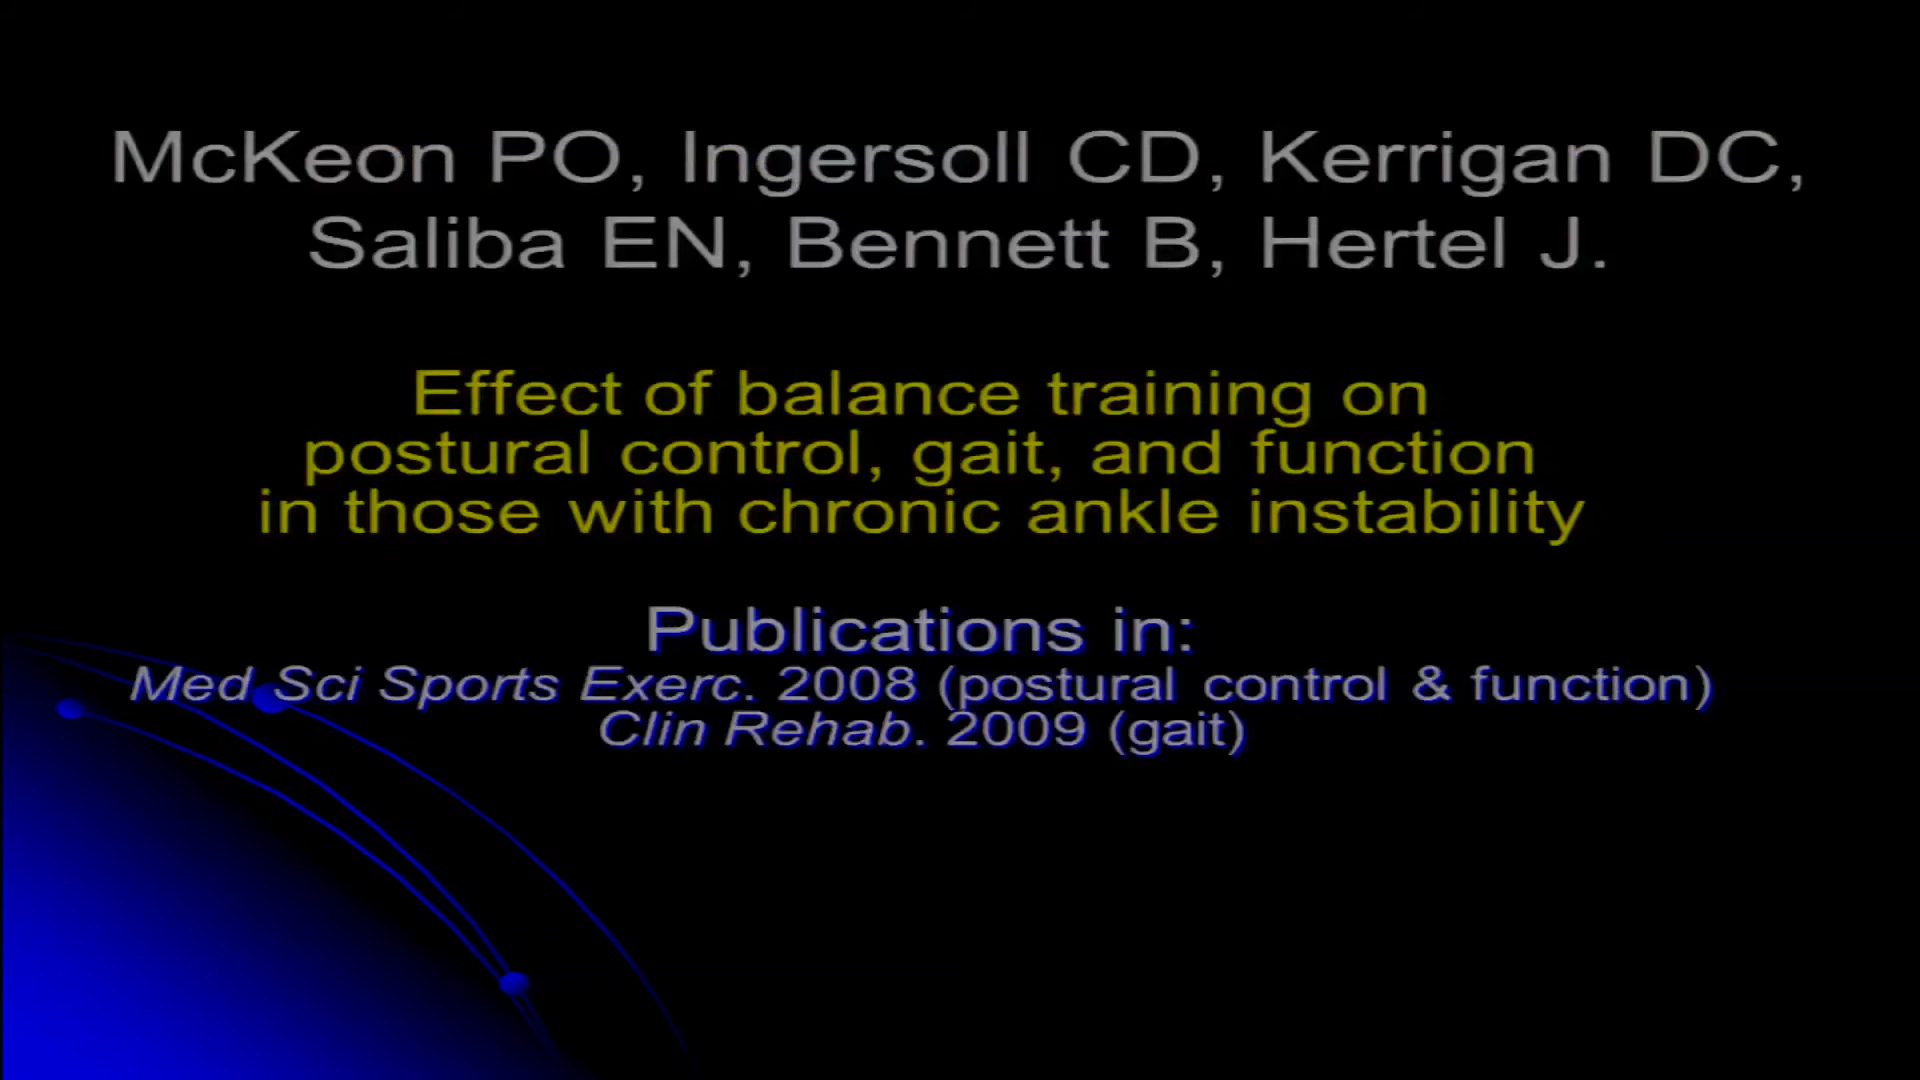 McKeon PO, Ingersoll CD, Kerrigan DC,
Saliba EN, Bennett B, Hertel J.
Effect of balance training on
postural control, gait, and function
in those with chronic ankle instability
Publications in:
Med Sci Sports Exerc. 2008 (postural control & function)
Clin Rehab. 2009 (gait)